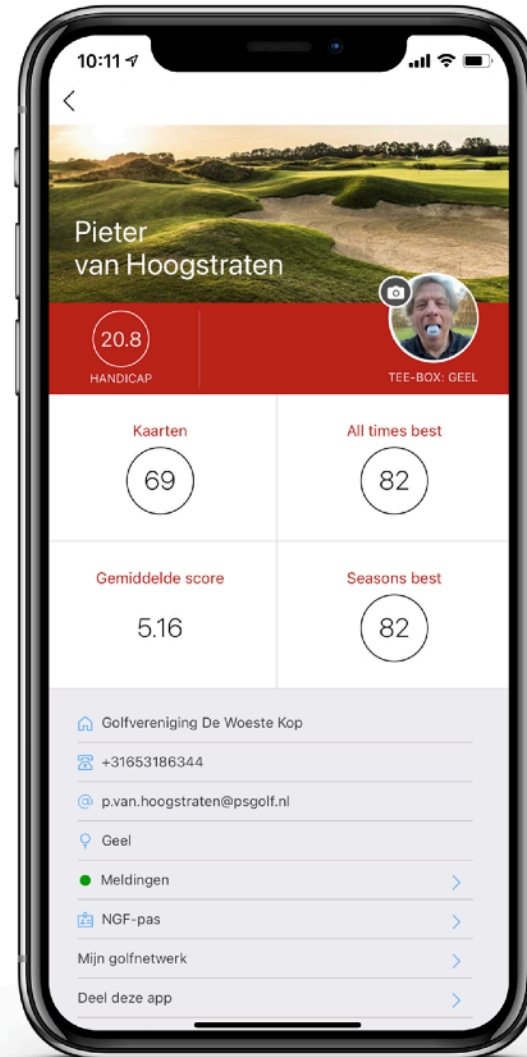 10:11
Pieter
van Hoogstraten
20.8
HANDICAP
TEE-BOX: GEEL
Kaarten
69
All times best
82
Gemiddelde score
5.16
Seasons best
82
Golfvereniging De Woeste Kop
+31653186344
p.van.hoogstraten@psgolf.nl
Geel
Meldingen
NGF-pas
Mijn golfnetwerk
Deel deze app